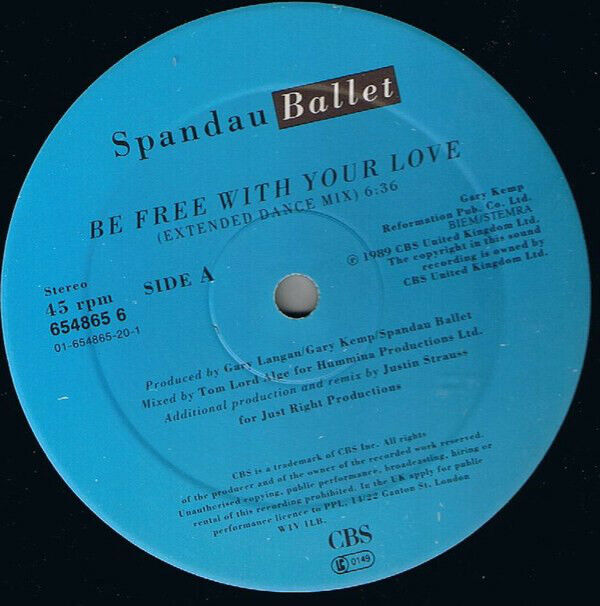 Spandau Ballet
BE FREE WITH YOUR LOVE
(EXTENDED DANCE MIX) 6:36
Gary Kemp
Reformation Pub. Co. Ltd.
BIEM/STEMRA
℗ 1989 CBS United Kingdom Ltd.
The copyright in this sound
recording is owned by
CBS United Kingdom Ltd.
Stereo
45 rpm
654865 6
01-654865-20-1
SIDE A
Produced by Gary Langan/Gary Kemp/Spandau Ballet
Mixed by Tom Lord Alge for Hummina Productions Ltd.
Additional production and remix by Justin Strauss
for Just Right Productions
CBS is a trademark of CBS Inc. All rights
of the producer and of the owner of the recorded work reserved.
Unauthorised copying, public performance, broadcasting, hiring or
rental of this recording prohibited. In the UK apply for public
performance licence to PPL, 14/22 Ganton St. London
W1V 1LB.
CBS
LC 0149